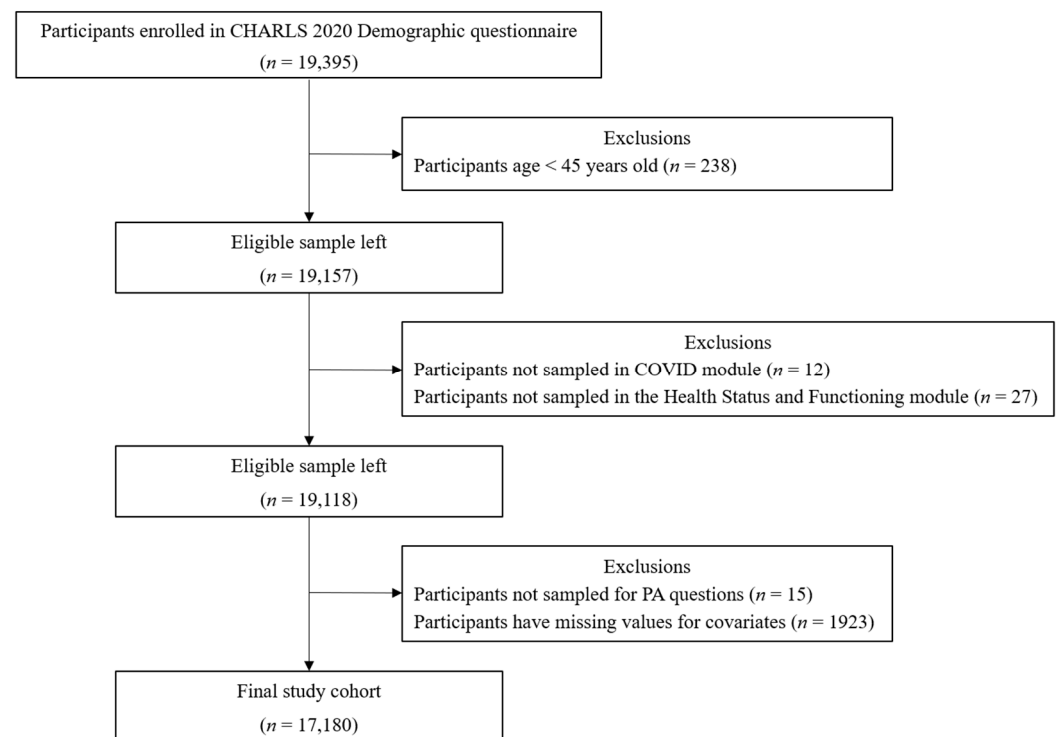 Participants enrolled in CHARLS 2020 Demographic questionnaire
(n = 19,395)
Exclusions
Participants age < 45 years old (n = 238)
Eligible sample left
(n = 19,157)
Exclusions
Participants not sampled in COVID module (n = 12)
Participants not sampled in the Health Status and Functioning module (n = 27)
Eligible sample left
(n = 19,118)
Exclusions
Participants not sampled for PA questions (n = 15)
Participants have missing values for covariates (n = 1923)
Final study cohort
(n = 17,180)